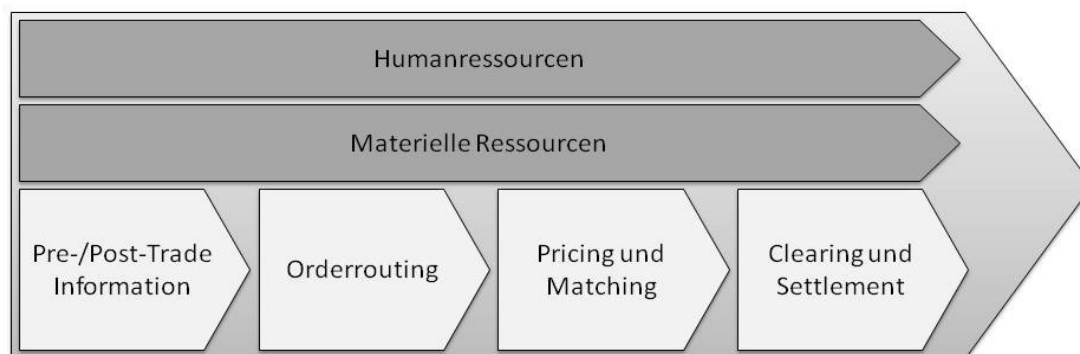 Humanressourcen
Materielle Ressourcen
Pre-/Post-Trade
Information
Orderrouting
Pricing und
Matching
Clearing und
Settlement